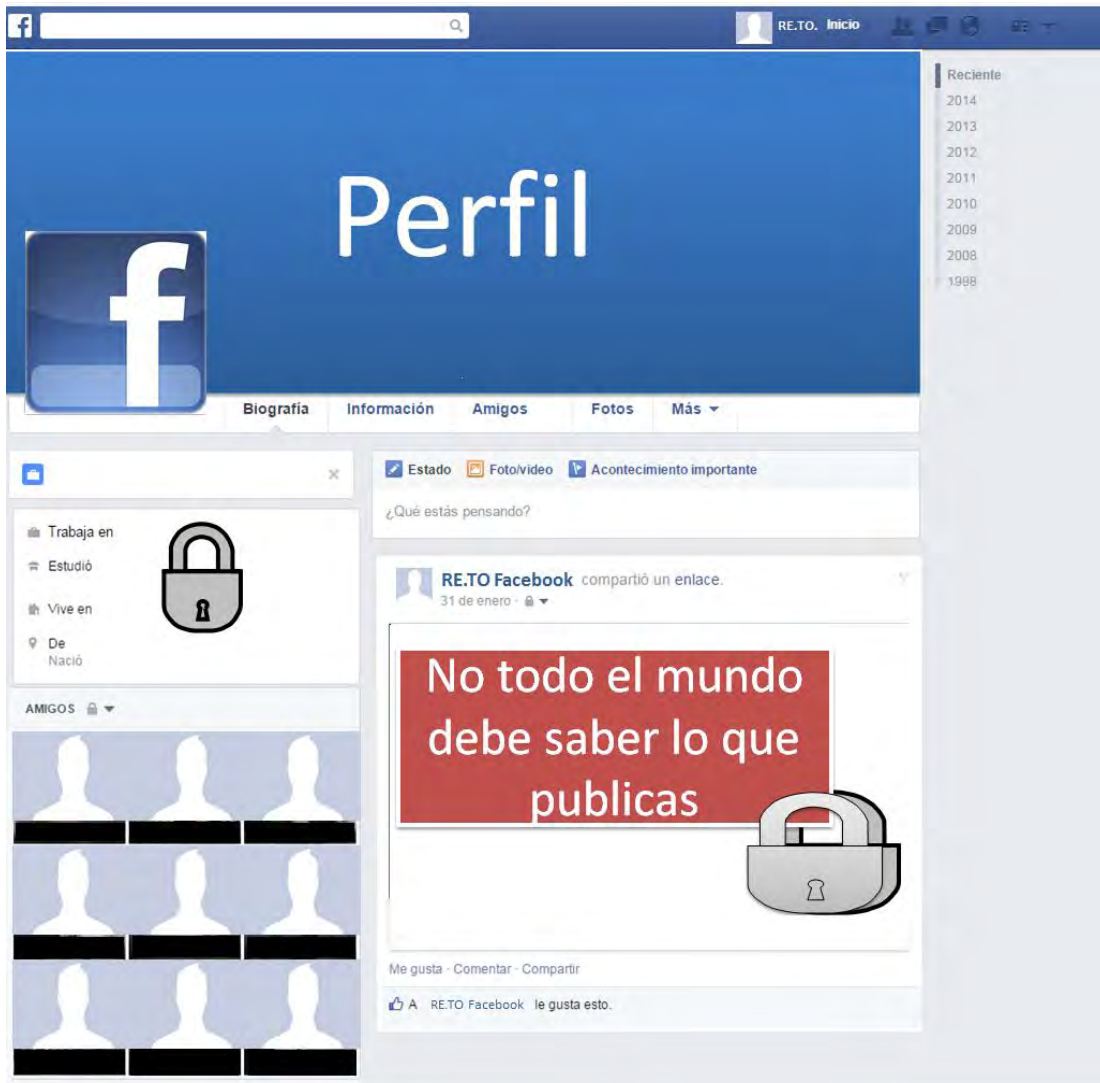 RE.TO. Inicio
Reciente
2014
2013
2012
2011
2010
2009
2008
1998
Perfil
Biografía Información Amigos Fotos Más
Estado Foto/video Acontecimiento importante
¿Qué estás pensando?
Trabaja en
Estudió
Vive en
De
Nació
AMIGOS
RE.TO Facebook compartió un enlace.
31 de enero ·
No todo el mundo
debe saber lo que
publicas
Me gusta · Comentar · Compartir
A RE.TO Facebook le gusta esto.